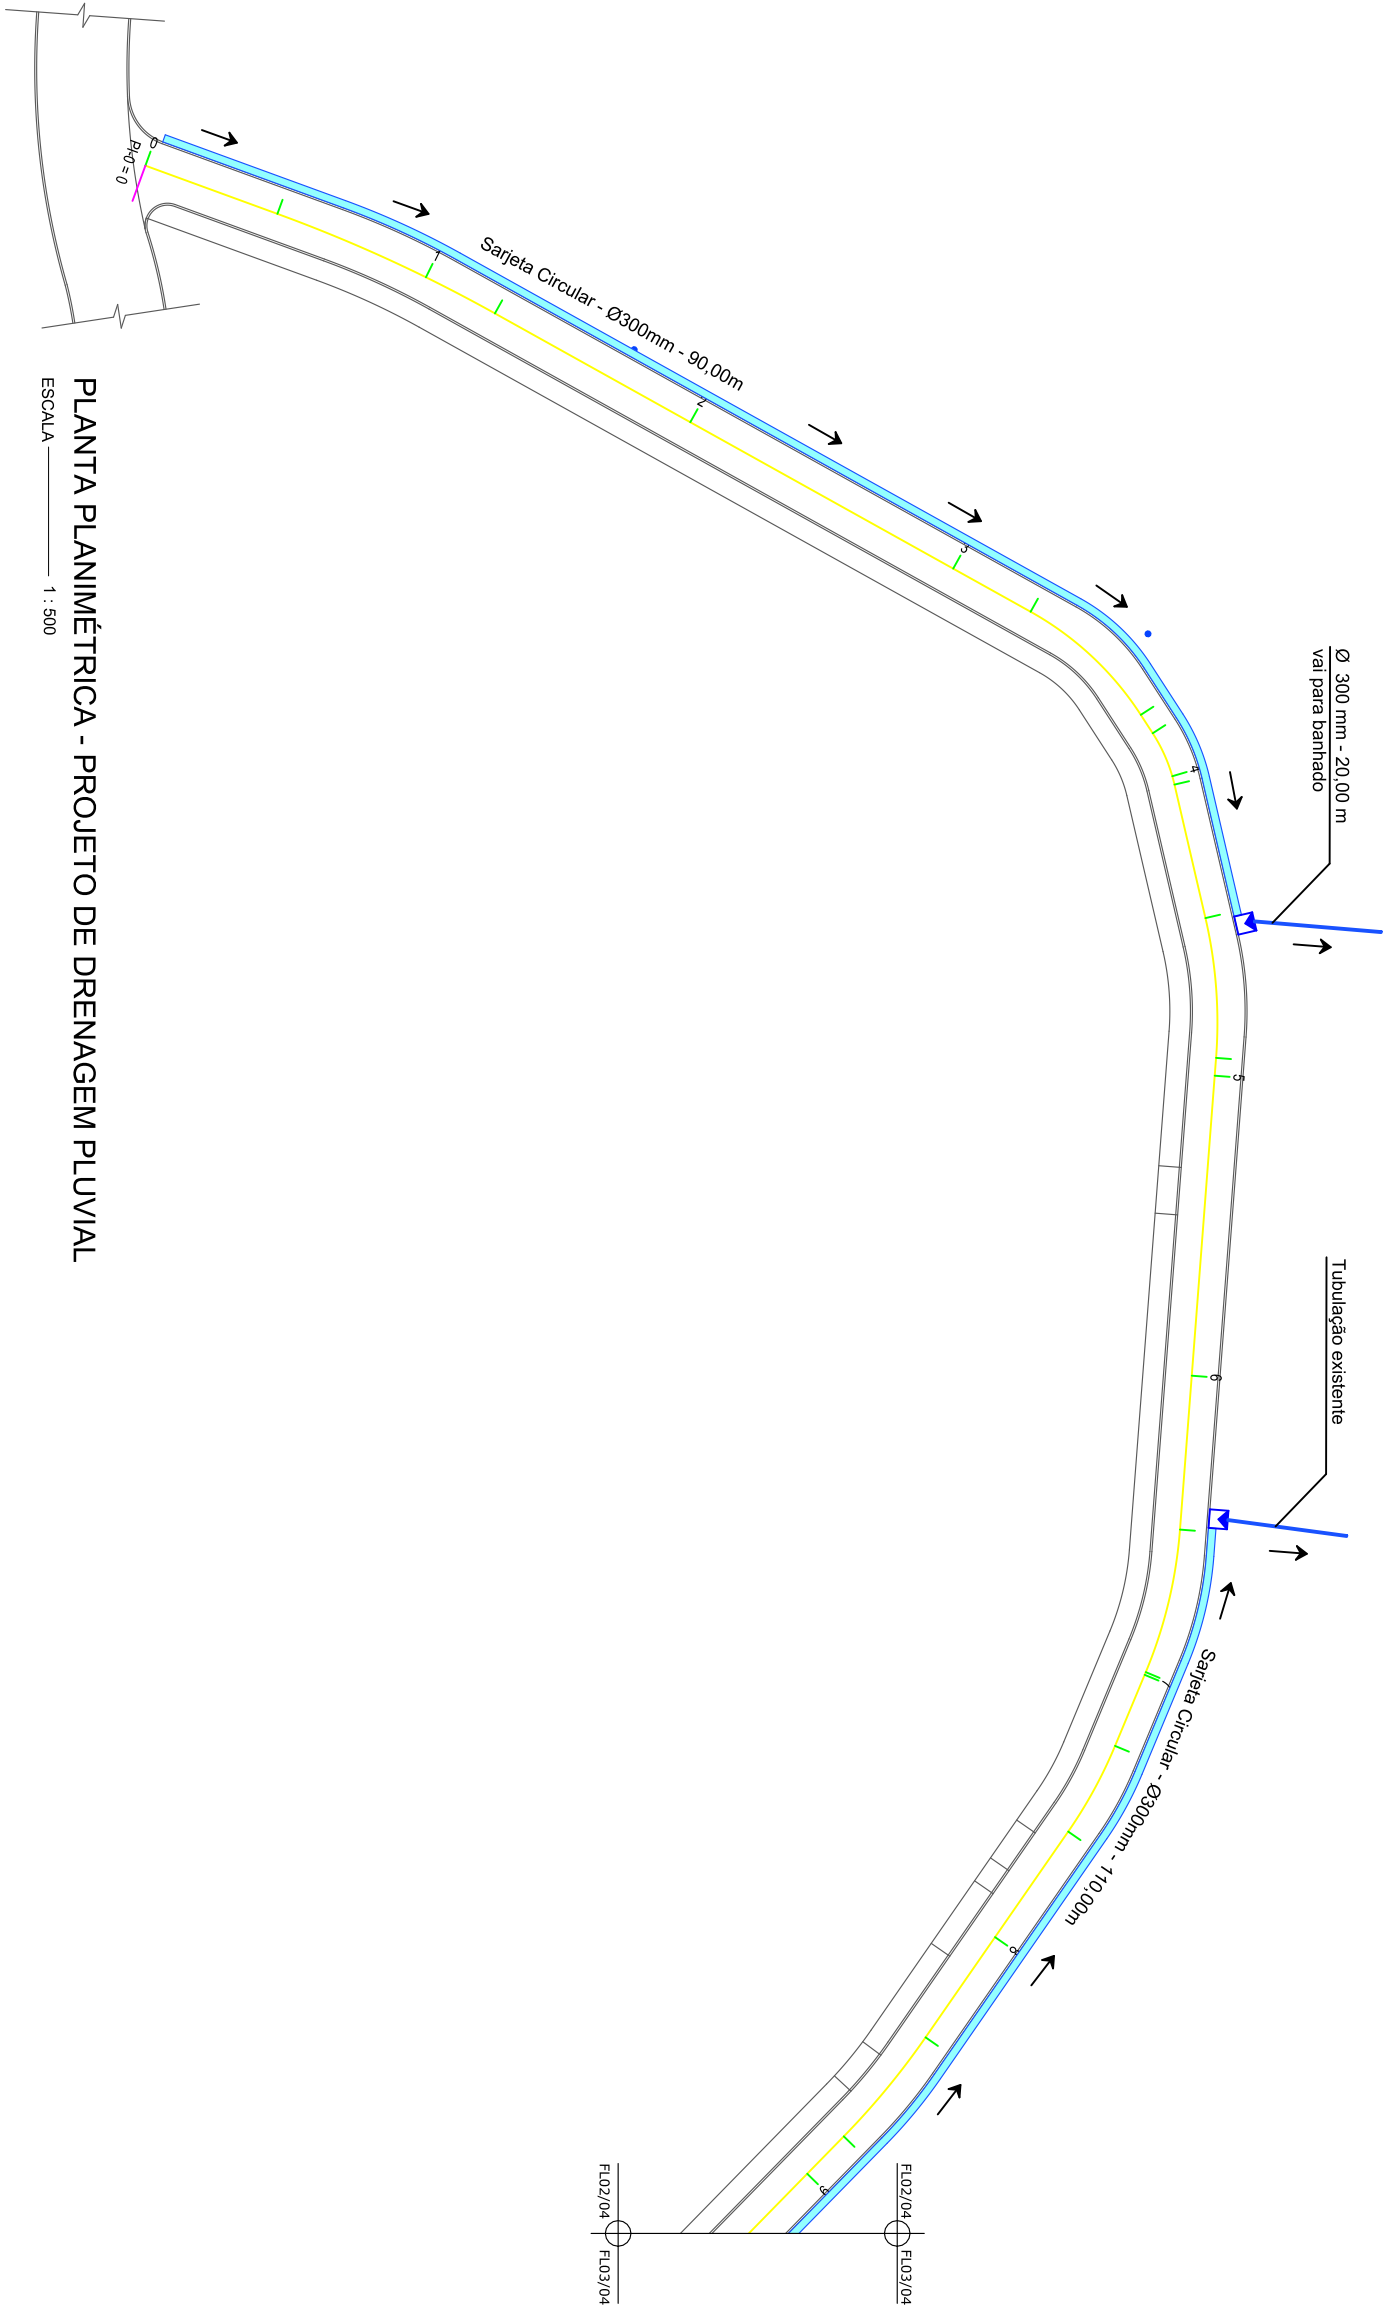 0
PI-0 = 0
1
Sarjeta Circular - Ø300mm - 90,00m
2
3
4
Ø 300 mm - 20,00 m
vai para banhado
5
6
Tubulação existente
7
Sarjeta Circular - Ø300mm - 110,00m
8
9
FL02/04
FL03/04
FL02/04
FL03/04
PLANTA PLANIMÉTRICA - PROJETO DE DRENAGEM PLUVIAL
ESCALA 1 : 500